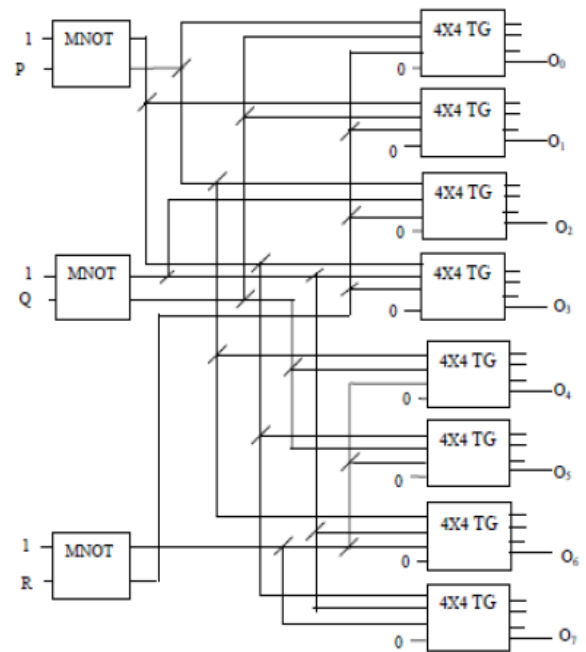 4X4 TG
1 MNOT
P
0 O₀
4X4 TG
0 O₁
4X4 TG
0 O₂
1 MNOT 4X4 TG
Q
0 O₃
4X4 TG
0 O₄
4X4 TG
0 O₅
4X4 TG
1 MNOT
0 O₆
R
4X4 TG
0 O₇